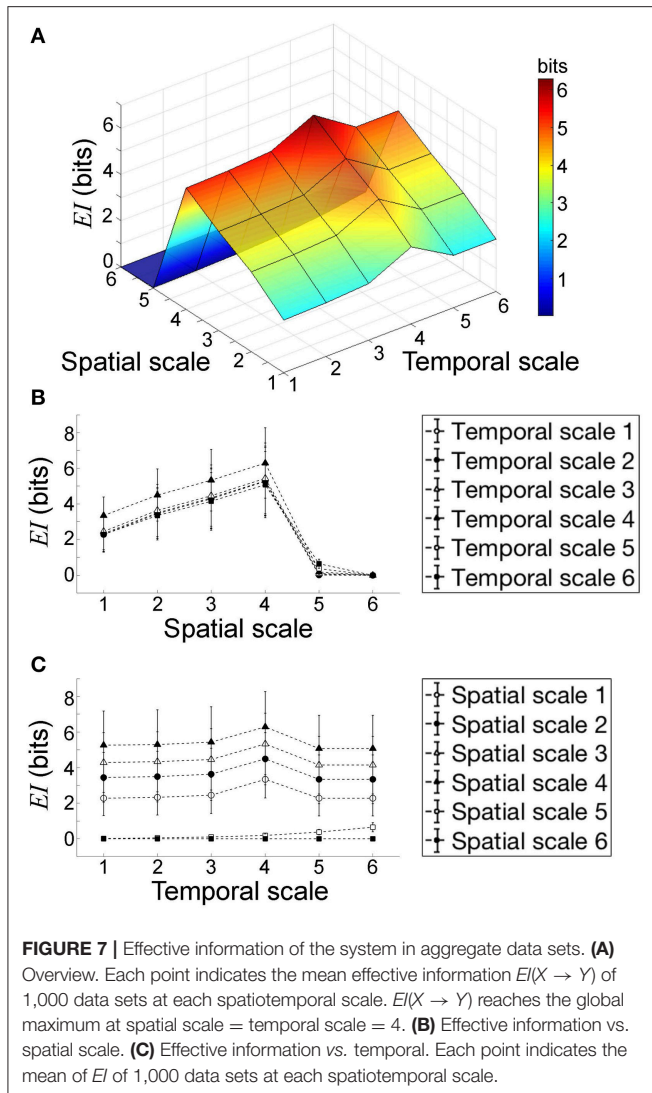 A
bits
6
5
4
3
2
1
EI (bits)
6
4
2
0
6
5
4
3
2
1
Spatial scale
1
2
3
4
5
6
Temporal scale
B
EI (bits)
8
6
4
2
0
1 2 3 4 5 6
Spatial scale
Temporal scale 1
Temporal scale 2
Temporal scale 3
Temporal scale 4
Temporal scale 5
Temporal scale 6
C
EI (bits)
8
6
4
2
0
1 2 3 4 5 6
Temporal scale
Spatial scale 1
Spatial scale 2
Spatial scale 3
Spatial scale 4
Spatial scale 5
Spatial scale 6
FIGURE 7 | Effective information of the system in aggregate data sets. (A)
Overview. Each point indicates the mean effective information EI(X → Y) of
1,000 data sets at each spatiotemporal scale. EI(X → Y) reaches the global
maximum at spatial scale = temporal scale = 4. (B) Effective information vs.
spatial scale. (C) Effective information vs. temporal. Each point indicates the
mean of EI of 1,000 data sets at each spatiotemporal scale.